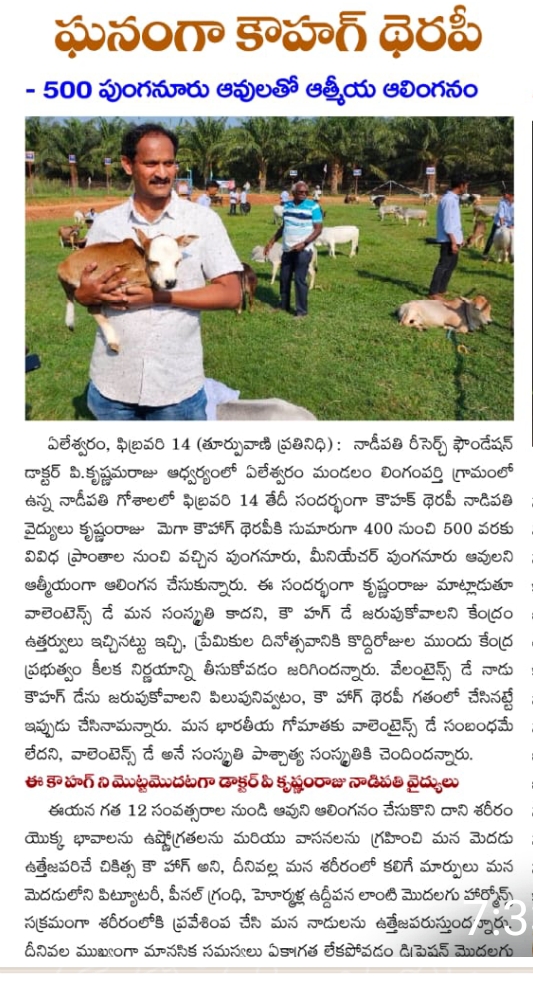 ఘనంగా కౌహగ్ థెరపీ
- 500 పుంగనూరు ఆవులతో ఆత్మీయ ఆలింగనం
ఏలేశ్వరం, ఫిబ్రవరి 14 (తూర్పువాణి ప్రతినిధి) : నాడీపతి రీసెర్చ్ ఫౌండేషన్
డాక్టర్ పి.కృష్ణమరాజు ఆధ్వర్యంలో ఏలేశ్వరం మండలం లింగంపర్తి గ్రామంలో
ఉన్న నాడీపతి గోశాలలో ఫిబ్రవరి 14 తేదీ సందర్భంగా కౌహక్ థెరపీ నాడిపతి
వైద్యులు కృష్ణంరాజు మెగా కౌహాగ్ థెరపీకి సుమారుగా 400 నుంచి 500 వరకు
వివిధ ప్రాంతాల నుంచి వచ్చిన పుంగనూరు, మీనియేచర్ పుంగనూరు ఆవులని
ఆత్మీయంగా ఆలింగన చేసుకున్నారు. ఈ సందర్భంగా కృష్ణంరాజు మాట్లాడుతూ
వాలెంటెన్స్ డే మన సంస్కృతి కాదని, కౌ హగ్ డే జరుపుకోవాలని కేంద్రం
ఉత్తర్వులు ఇచ్చినట్టు ఇచ్చి, ప్రేమికుల దినోత్సవానికి కొద్దిరోజుల ముందు కేంద్ర
ప్రభుత్వం కీలక నిర్ణయాన్ని తీసుకోవడం జరిగిందన్నారు. వేలంటైన్స్ డే నాడు
కౌహగ్ డేను జరుపుకోవాలని పిలుపునివ్వటం, కౌ హాగ్ థెరపీ గతంలో చేసినట్టే
ఇప్పుడు చేసినామన్నారు. మన భారతీయ గోమాతకు వాలెంటైన్స్ డే సంబంధమే
లేదని, వాలెంటెన్స్ డే అనే సంస్కృతి పాశ్చాత్య సంస్కృతికి చెందిందన్నారు.
ఈ కౌ హగ్ ని మొట్టమొదటగా డాక్టర్ పి కృష్ణంరాజు నాడిపతి వైద్యులు
ఈయన గత 12 సంవత్సరాల నుండి ఆవుని ఆలింగనం చేసుకొని దాని శరీరం
యొక్క భావాలను ఉష్ణోగ్రతలను మరియు వాసనలను గ్రహించి మన మెదడు
ఉత్తేజపరిచే చికిత్స కౌ హాగ్ అని, దీనివల్ల మన శరీరంలో కలిగే మార్పులు మన
మెదడులోని పిట్యూటరీ, పీనల్ గ్రంధి, హెూర్మళ్ల ఉద్దీపన లాంటి మొదలగు హార్మోన్స్
సక్రమంగా శరీరంలోకి ప్రవేశింప చేసి మన నాడులను ఉత్తేజపరుస్తుందన్నారు.
దీనివల ముఖ్యంగా మానసిక సమస్యలు ఏకాగ్రత లేకపోవడం డిప్రెషన్ మొదలగు